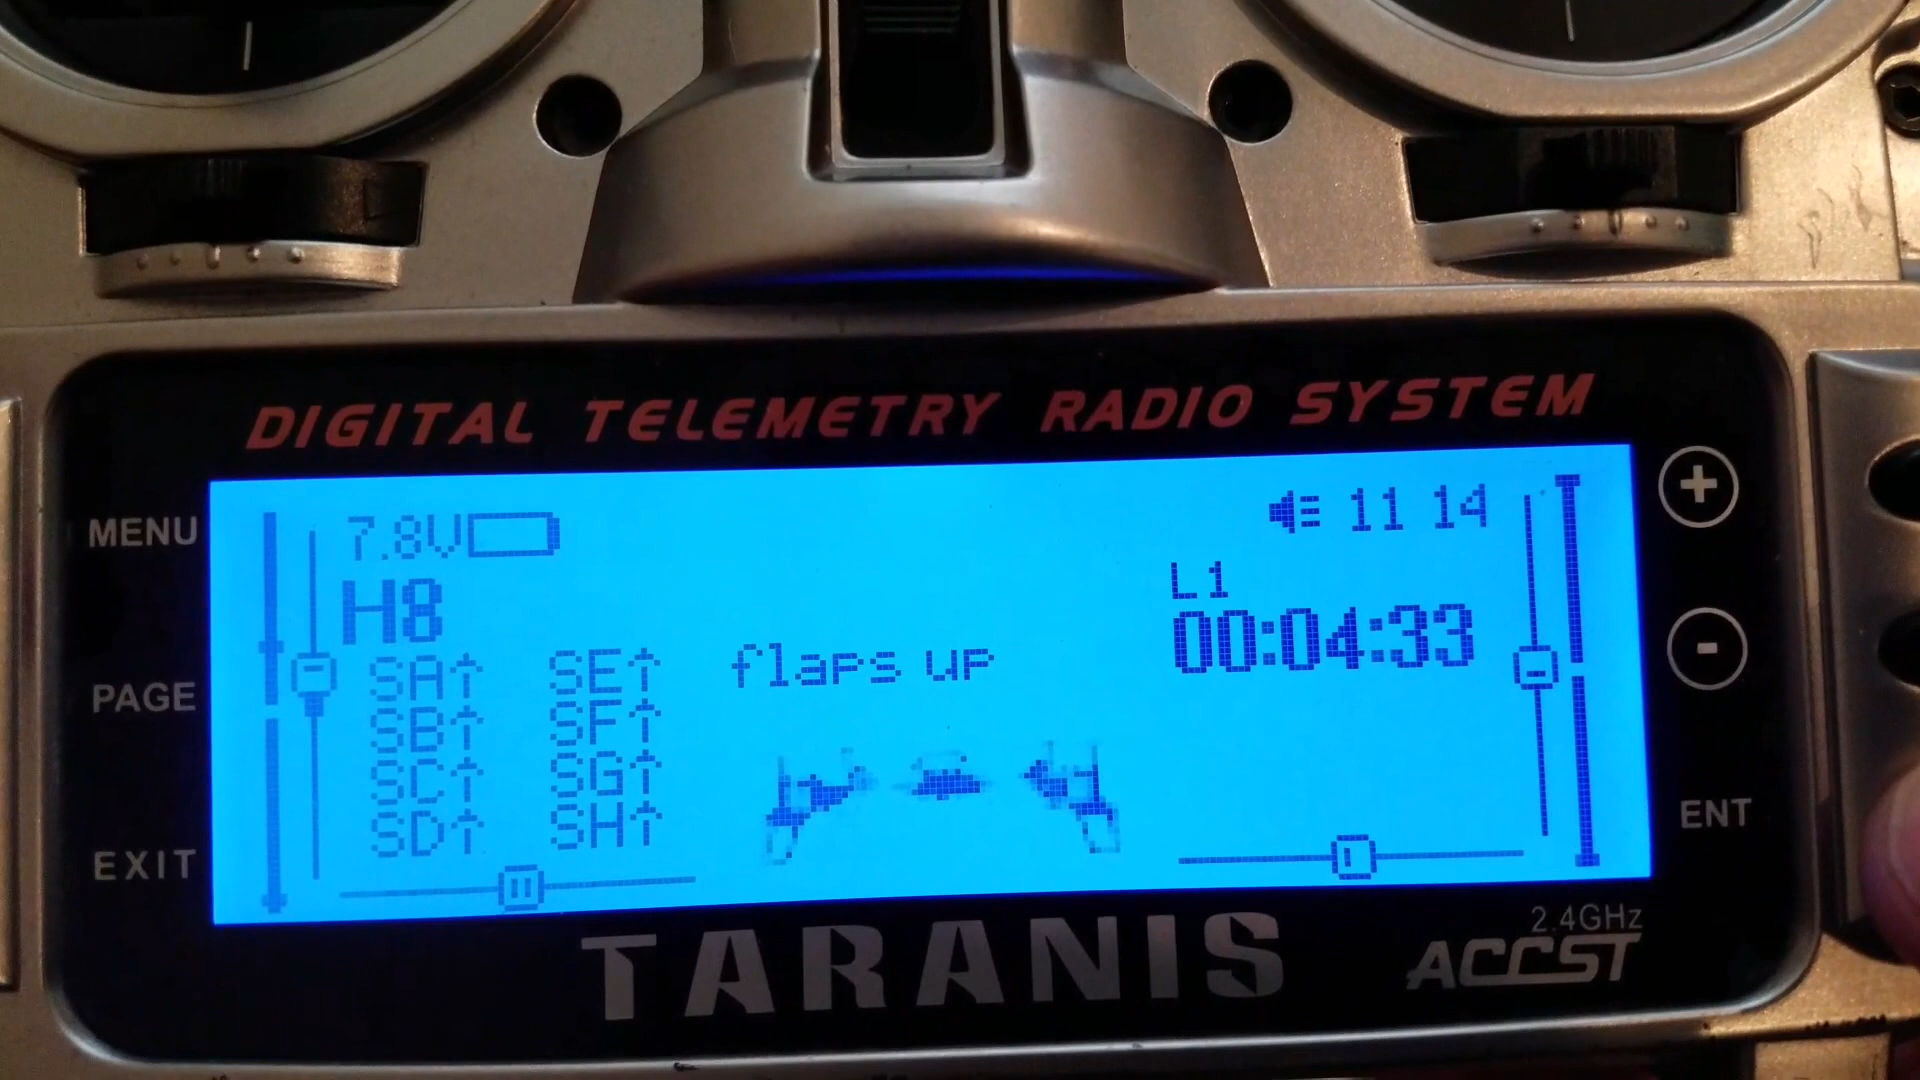 DIGITAL TELEMETRY RADIO SYSTEM
MENU
PAGE
EXIT
7.8V
11 14
H8
L1
00:04:33
SA↑ SE↑
SB↑ SF↑
SC↑ SG↑
SD↑ SH↑
flaps up
+
-
ENT
TARANIS
2.4GHz
ACCST